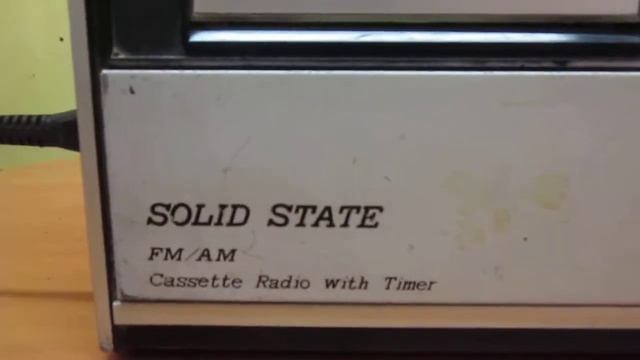 SOLID STATE
FM/AM
Cassette Radio with Timer